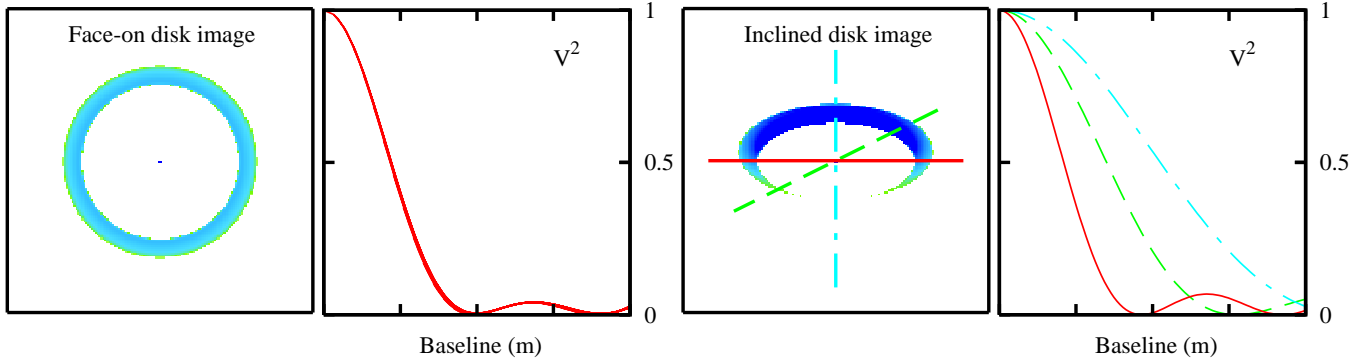 Face-on disk image
V²
1
0.5
0
Baseline (m)
Inclined disk image
V²
1
0.5
0
Baseline (m)